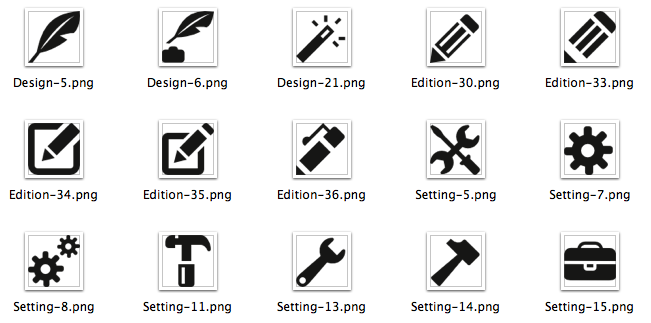 Design-5.png
Design-6.png
Design-21.png
Edition-30.png
Edition-33.png
Edition-34.png
Edition-35.png
Edition-36.png
Setting-5.png
Setting-7.png
Setting-8.png
Setting-11.png
Setting-13.png
Setting-14.png
Setting-15.png